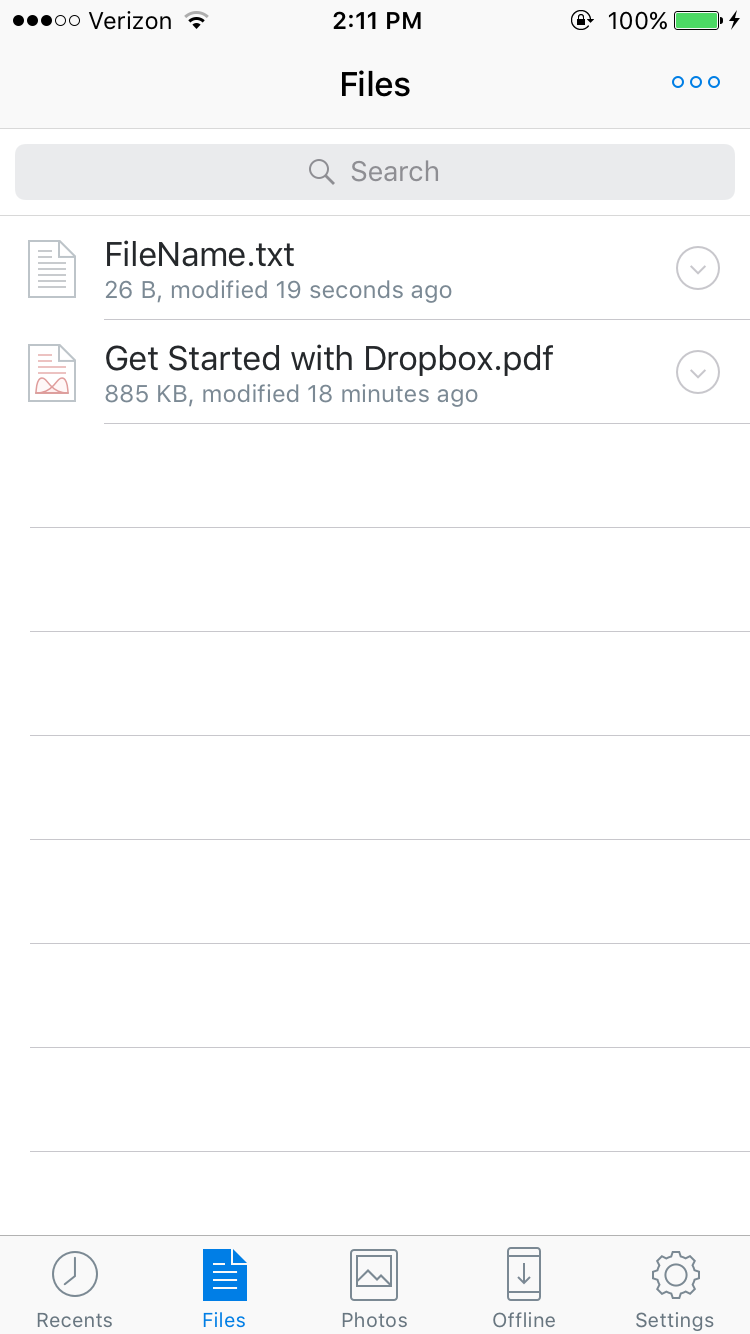 Verizon 2:11 PM 100%
Files
Search
FileName.txt
26 B, modified 19 seconds ago
Get Started with Dropbox.pdf
885 KB, modified 18 minutes ago
Recents Files Photos Offline Settings